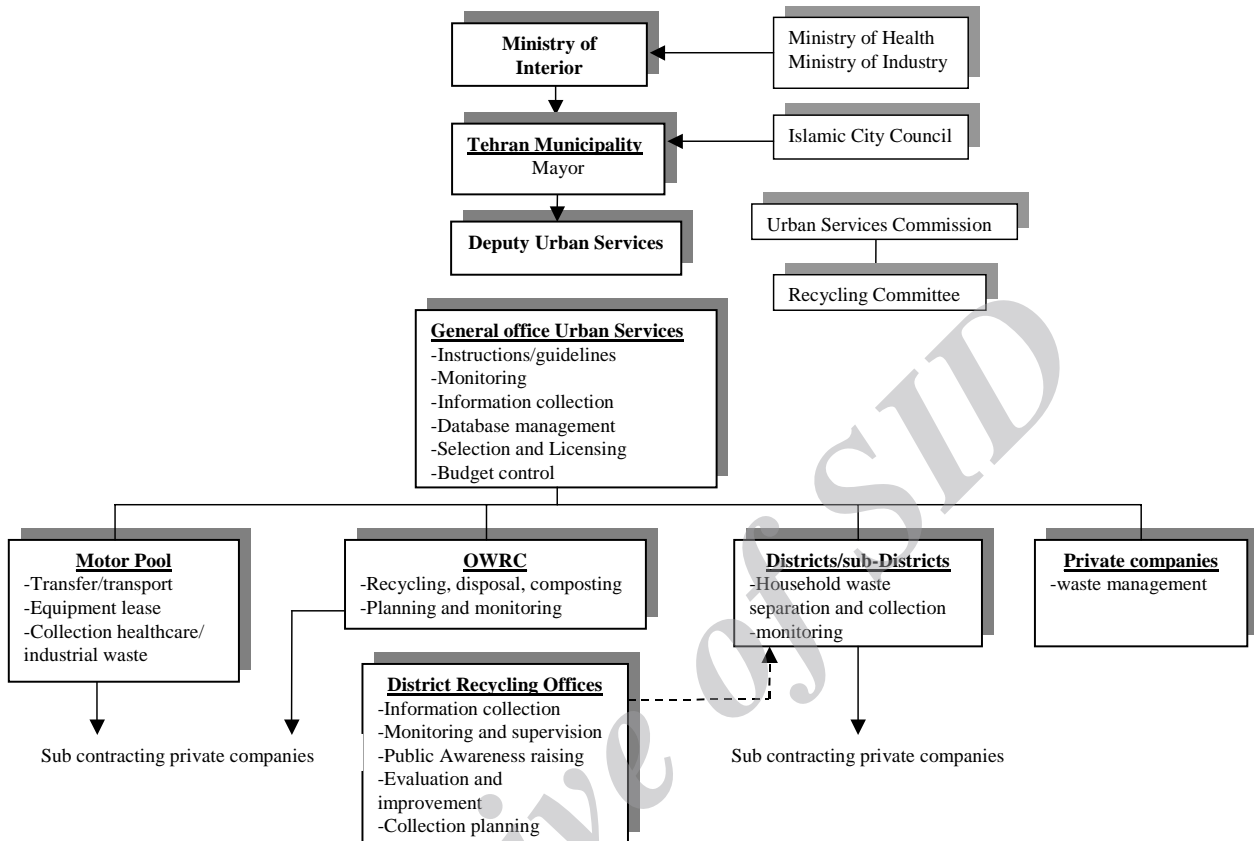 Ministry of
Interior
Ministry of Health
Ministry of Industry
Tehran Municipality
Mayor
Islamic City Council
Deputy Urban Services
Urban Services Commission
Recycling Committee
General office Urban Services
-Instructions/guidelines
-Monitoring
-Information collection
-Database management
-Selection and Licensing
-Budget control
Motor Pool
-Transfer/transport
-Equipment lease
-Collection healthcare/
industrial waste
OWRC
-Recycling, disposal, composting
-Planning and monitoring
Districts/sub-Districts
-Household waste
separation and collection
-monitoring
Private companies
-waste management
District Recycling Offices
-Information collection
-Monitoring and supervision
-Public Awareness raising
-Evaluation and
improvement
-Collection planning
Sub contracting private companies
Sub contracting private companies
ive of SID